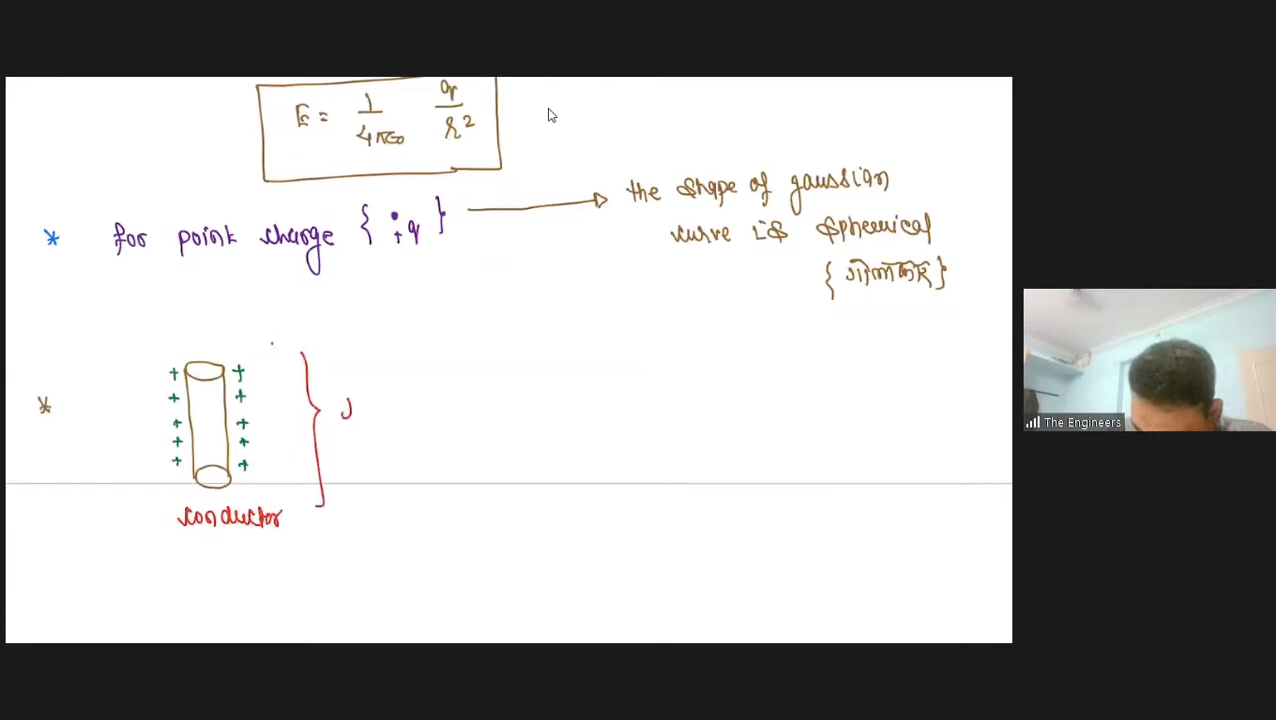 E = 1/4πε0 q/r2
* for point charge { +q } → the shape of gaussian
curve is spherical
{ गोलाकार }
*
+ +
+ +
+ +
+ +
+ +
conductor
The Engineers